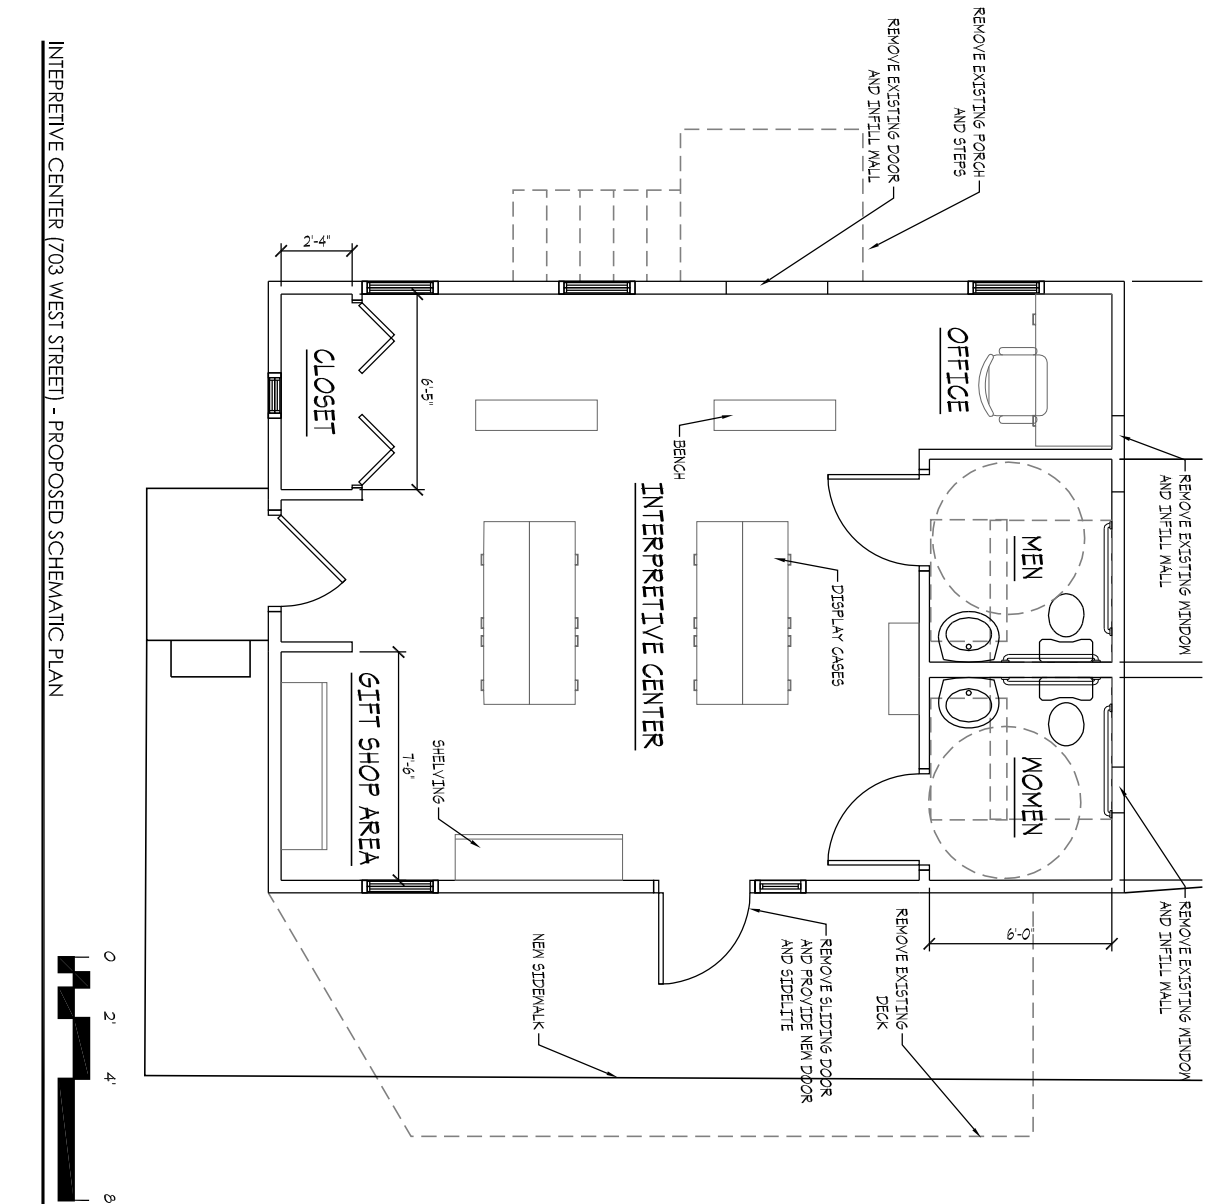 REMOVE EXISTING PORCH
AND STEPS
REMOVE EXISTING DOOR
AND INFILL WALL
REMOVE EXISTING WINDOW
AND INFILL WALL
REMOVE EXISTING WINDOW
AND INFILL WALL
OFFICE
MEN
WOMEN
6'-0"
REMOVE EXISTING
DECK
REMOVE SLIDING DOOR
AND PROVIDE NEW DOOR
AND SIDELITE
DISPLAY CASES
BENCH
INTERPRETIVE CENTER
NEW SIDEWALK
SHELVING
6'-5"
7'-6"
GIFT SHOP AREA
CLOSET
2'-4"
0
2'
4'
8
INTEPRETIVE CENTER (703 WEST STREET) - PROPOSED SCHEMATIC PLAN